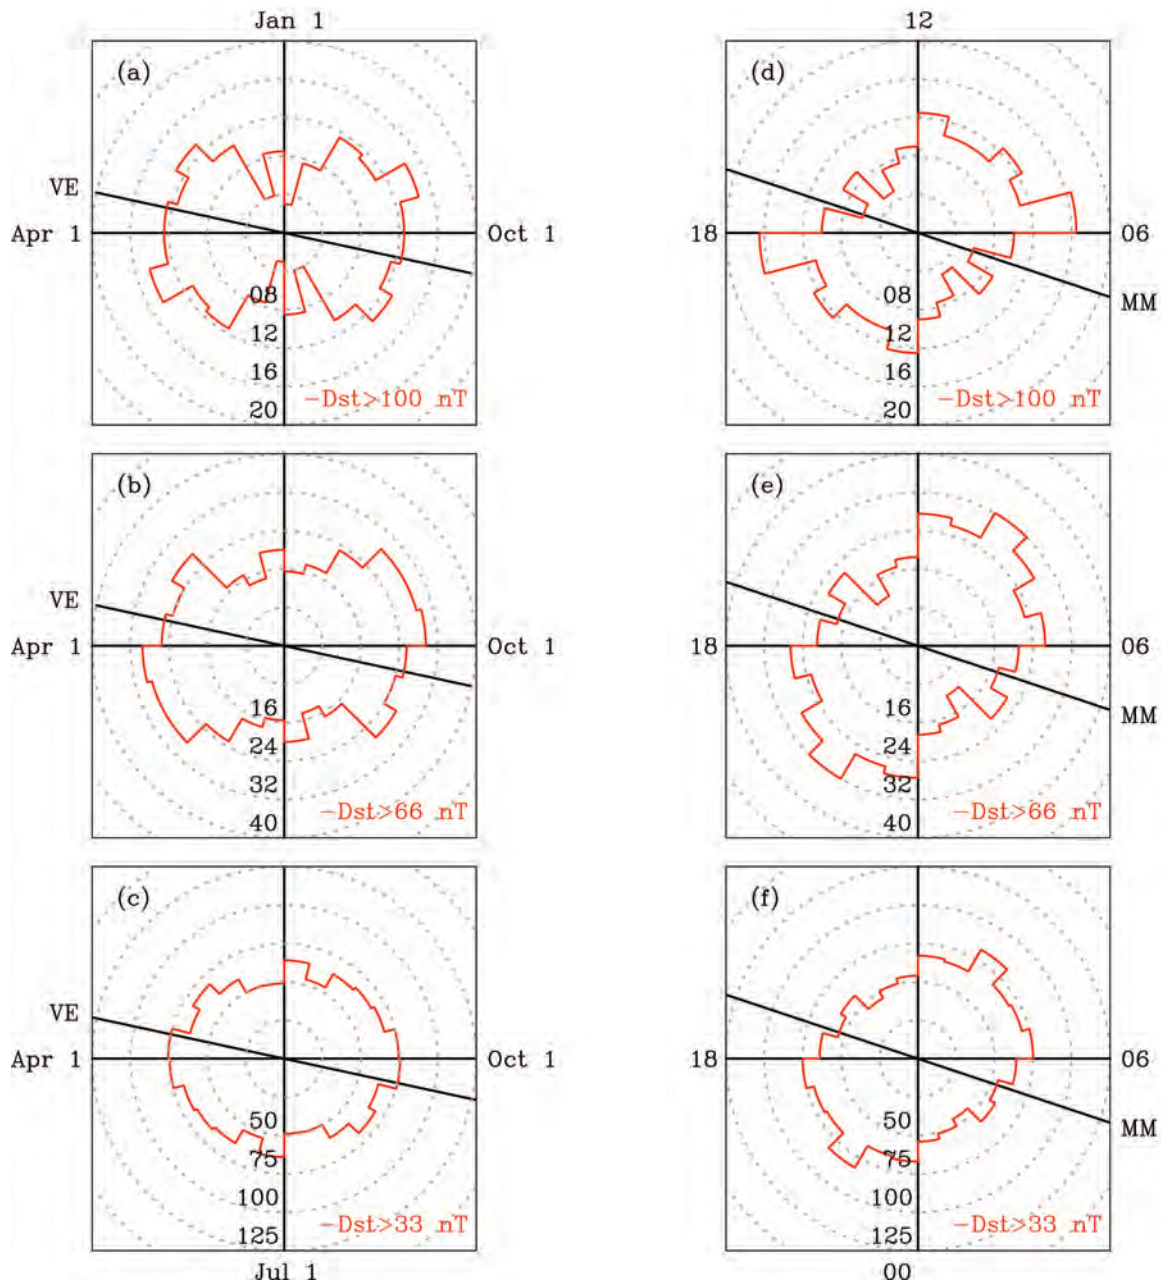 Jan 1
12
(a)
(d)
VE
Apr 1
Oct 1
18
06
MM
08
12
16
20
-Dst>100 nT
08
12
16
20
-Dst>100 nT
(b)
(e)
VE
Apr 1
Oct 1
18
06
MM
16
24
32
40
-Dst>66 nT
16
24
32
40
-Dst>66 nT
(c)
(f)
VE
Apr 1
Oct 1
18
06
MM
50
75
100
125
-Dst>33 nT
50
75
100
125
-Dst>33 nT
Jul 1
00